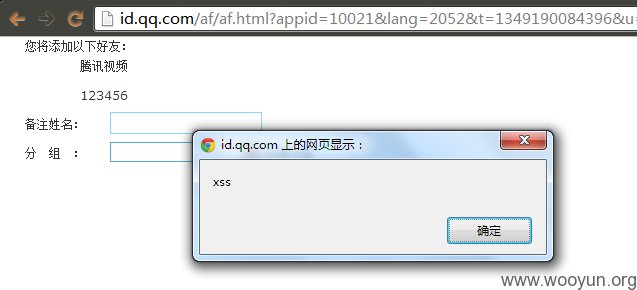 id.qq.com/af/af.html?appid=10021&lang=2052&t=1349190084396&u=
您将添加以下好友：
腾讯视频
123456
备注姓名：
分 组 ：
id.qq.com 上的网页显示：
xss
确定
www.wooyun.org